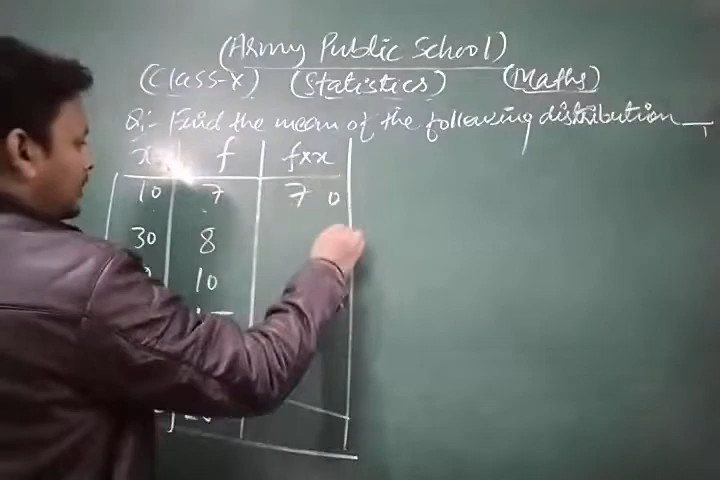 (Army Public School)
(Class-X) (Statistics) (Maths)
Q:- Find the mean of the following distribution
x f f×x
10 7 70
30 8
10